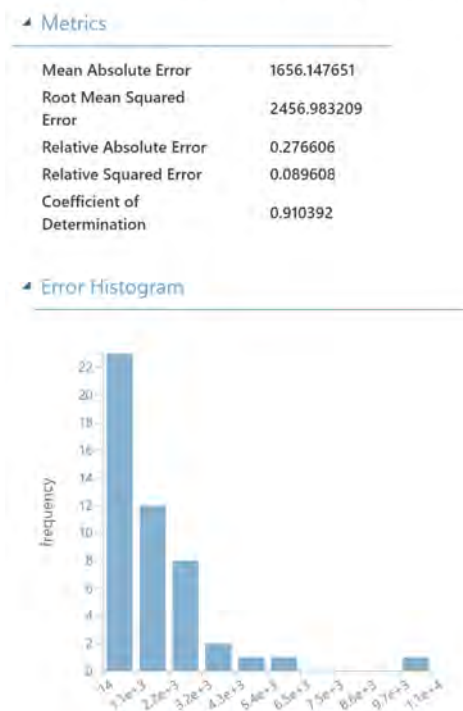 Metrics
Mean Absolute Error 1656.147651
Root Mean Squared
Error 2456.983209
Relative Absolute Error 0.276606
Relative Squared Error 0.089608
Coefficient of
Determination 0.910392
Error Histogram
22
20
18
16
14
12
10
8
6
4
2
0
frequency
14 1.1e+3 2.2e+3 3.2e+3 4.3e+3 5.4e+3 6.5e+3 7.5e+3 8.6e+3 9.7e+3 1.1e+4